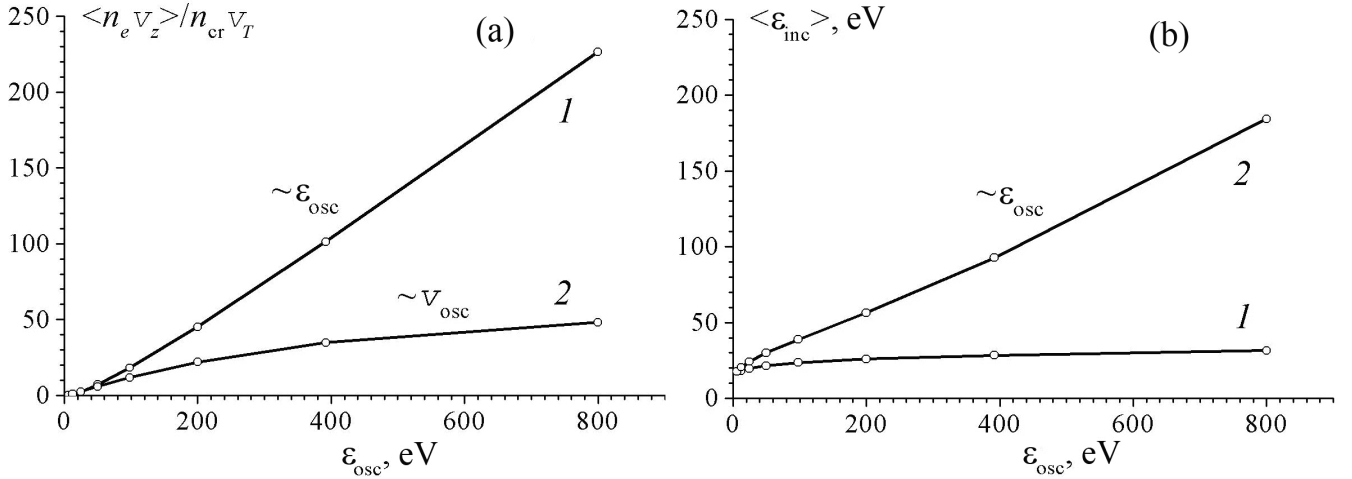 <n_e v_z>/n_cr v_T
(a)
250
200
150
100
50
0
1
~ε_osc
2
~v_osc
0 200 400 600 800
ε_osc, eV
<ε_inc>, eV
(b)
250
200
150
100
50
0
2
~ε_osc
1
0 200 400 600 800
ε_osc, eV